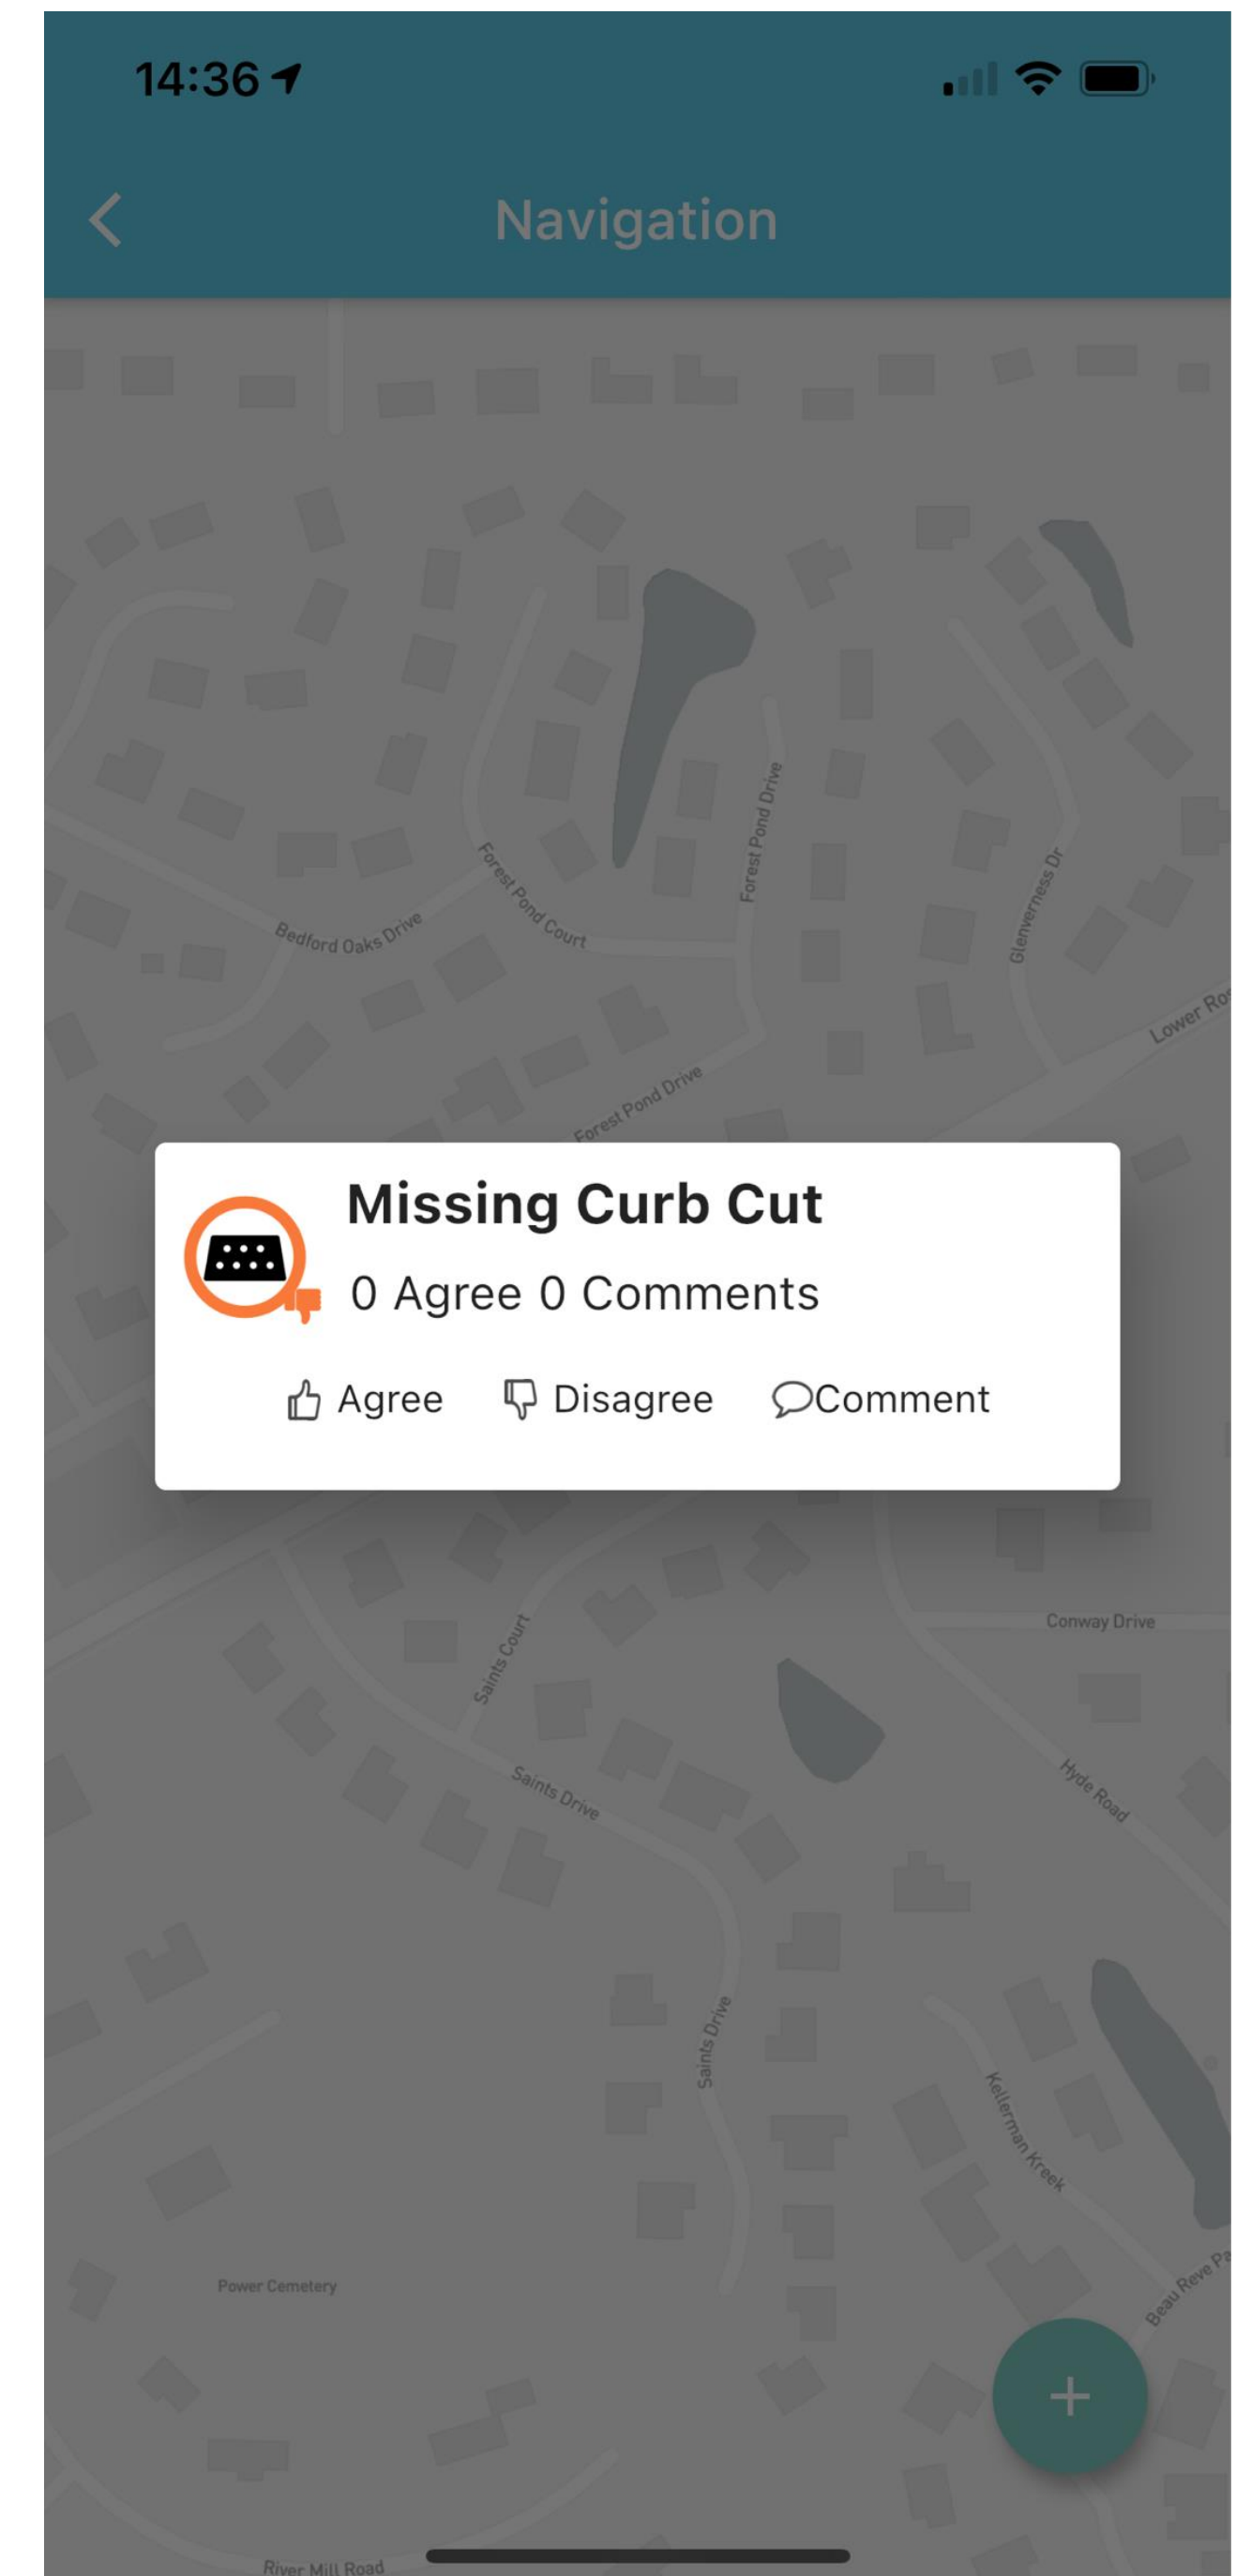 14:36
Navigation
Forest Pond Drive
Forest Pond Court
Glenverness Dr
Bedford Oaks Drive
Lower Ros
Forest Pond Drive
Missing Curb Cut
0 Agree 0 Comments
Agree Disagree Comment
Conway Drive
Saints Court
Saints Drive
Hyde Road
Saints Drive
Kellerman Kreek
Beau Reve Pa
Power Cemetery
+
River Mill Road